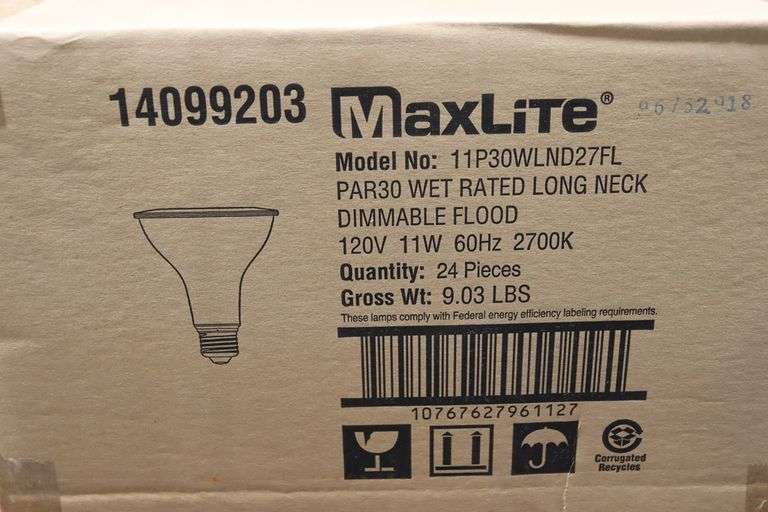 14099203
MaxLiTe®
Model No: 11P30WLND27FL
PAR30 WET RATED LONG NECK
DIMMABLE FLOOD
120V 11W 60Hz 2700K
Quantity: 24 Pieces
Gross Wt: 9.03 LBS
These lamps comply with Federal energy efficiency labeling requirements.
10767627961127
Corrugated
Recycles